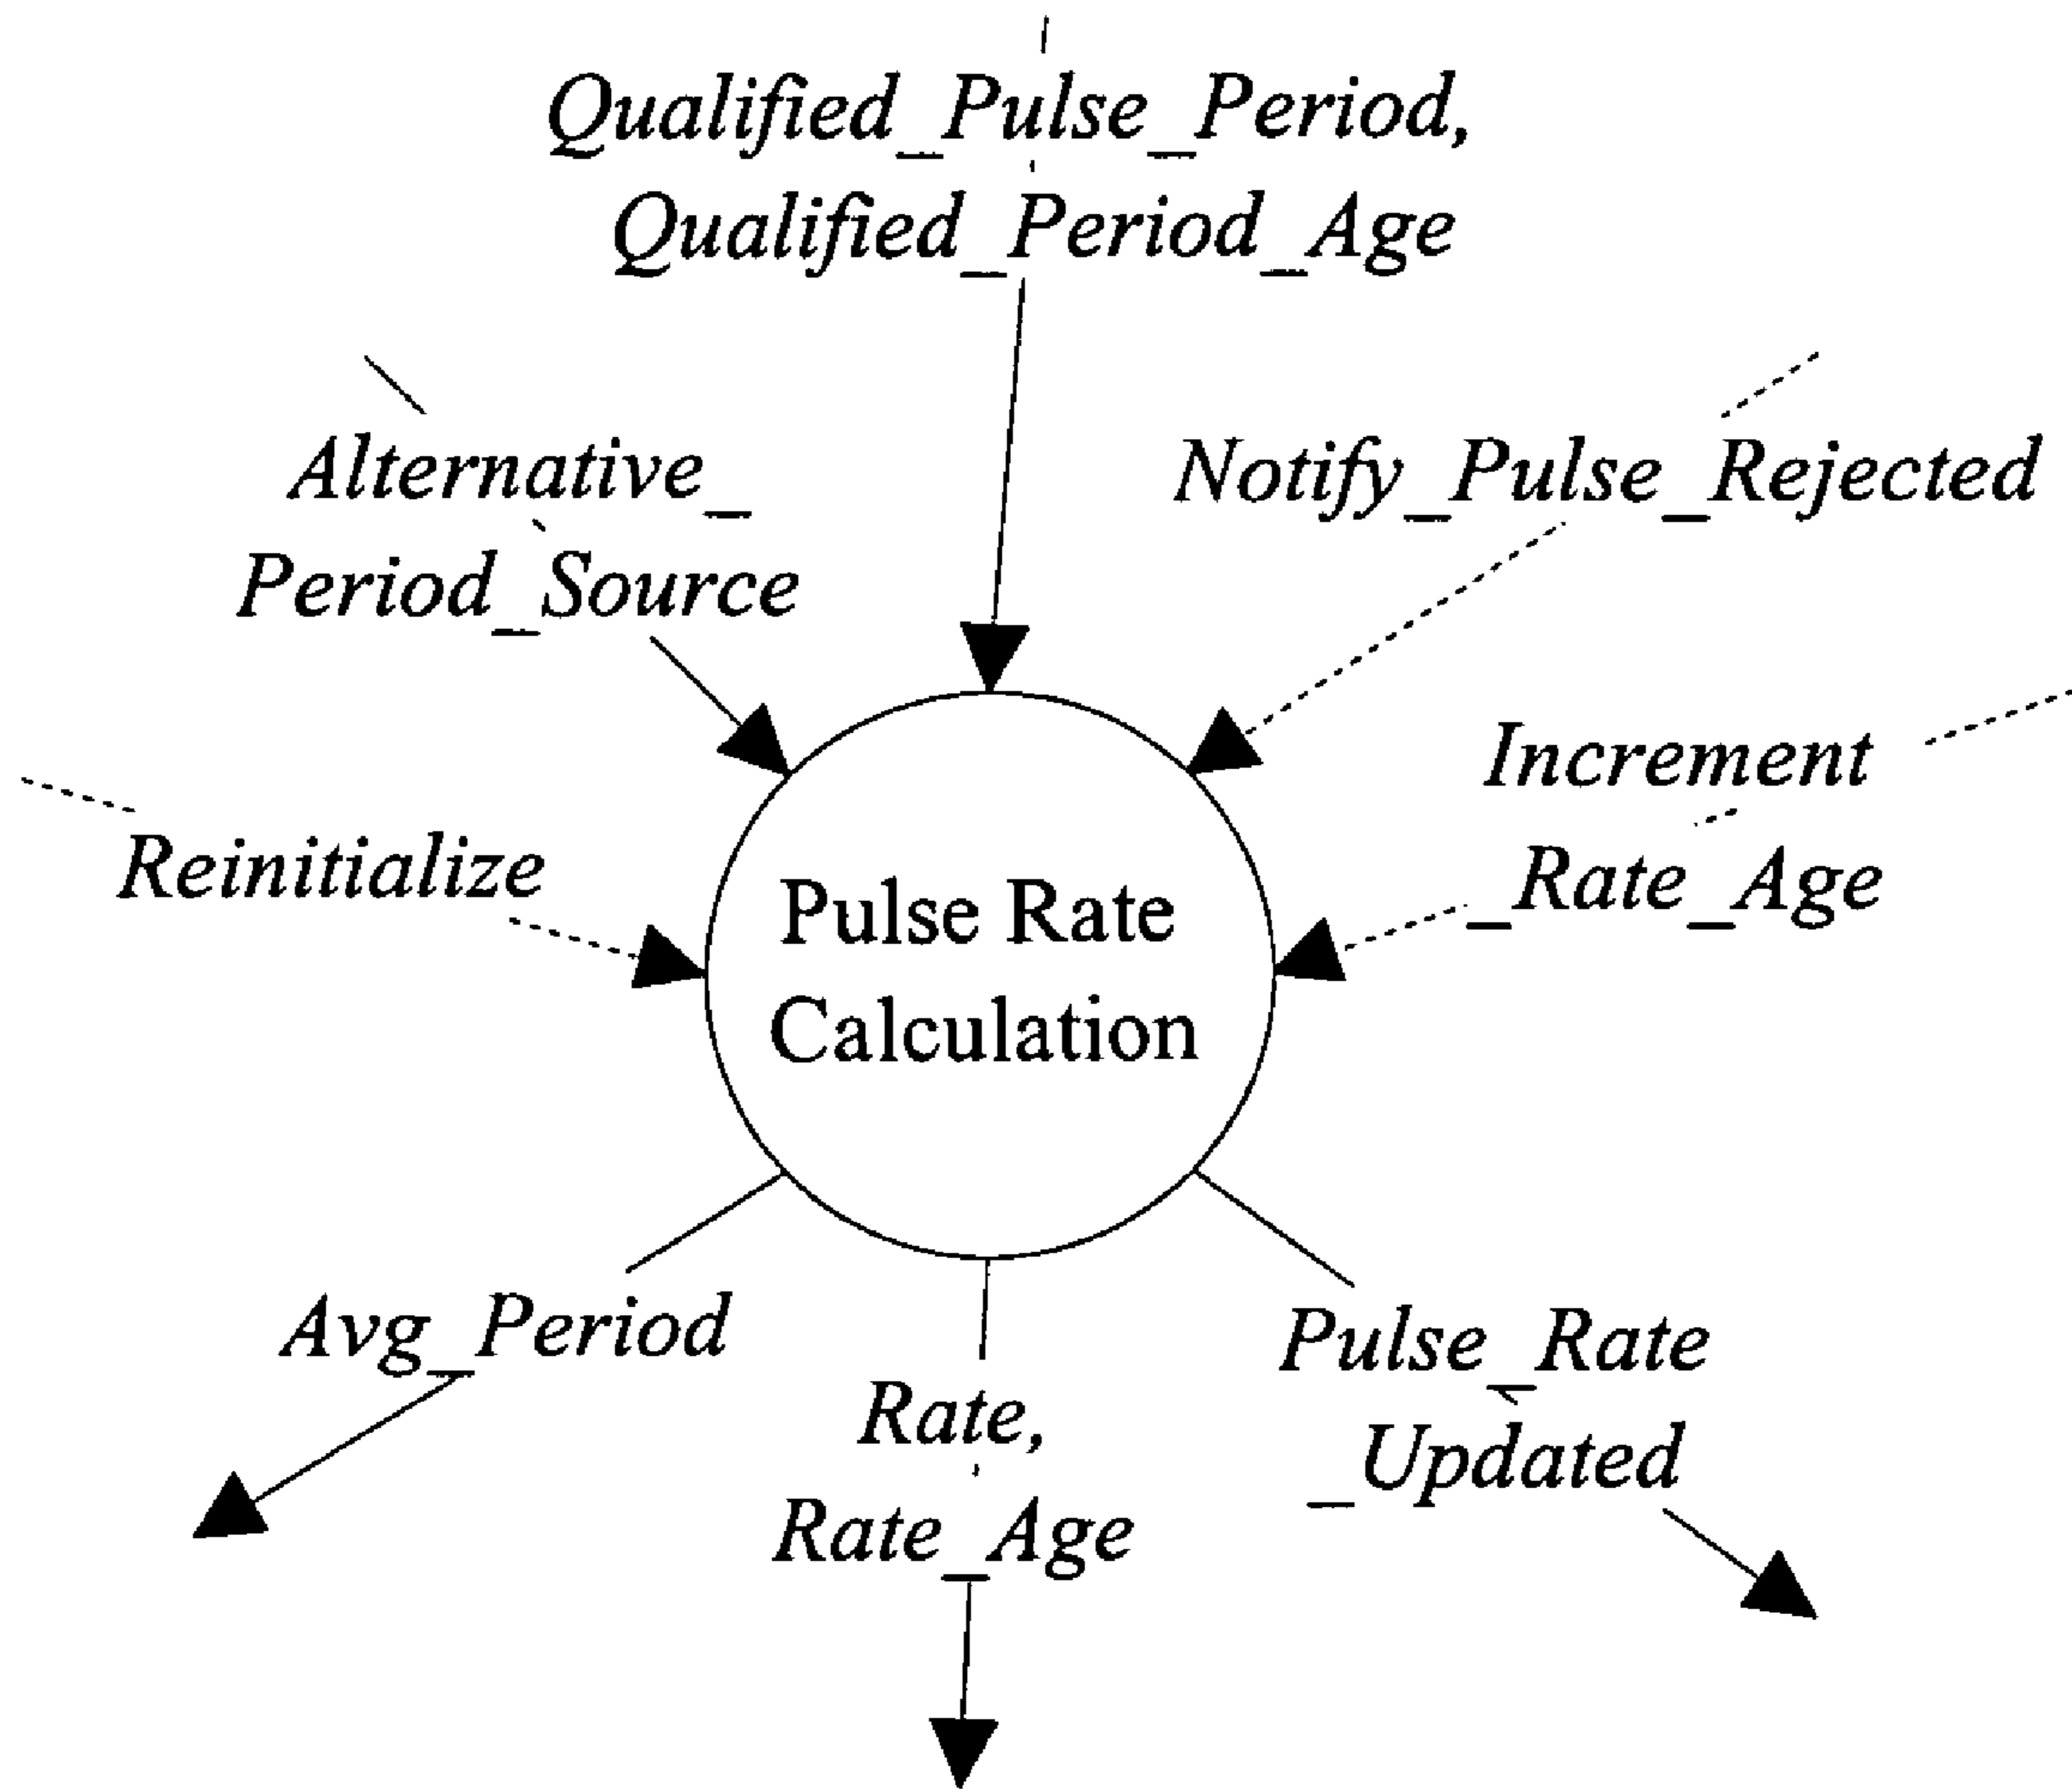 Qualified_Pulse_Period,
Qualified_Period_Age
Alternative_
Period_Source
Notify_Pulse_Rejected
Increment
_Rate_Age
Reinitialize
Pulse Rate
Calculation
Avg_Period
Rate,
Rate_Age
Pulse_Rate
_Updated